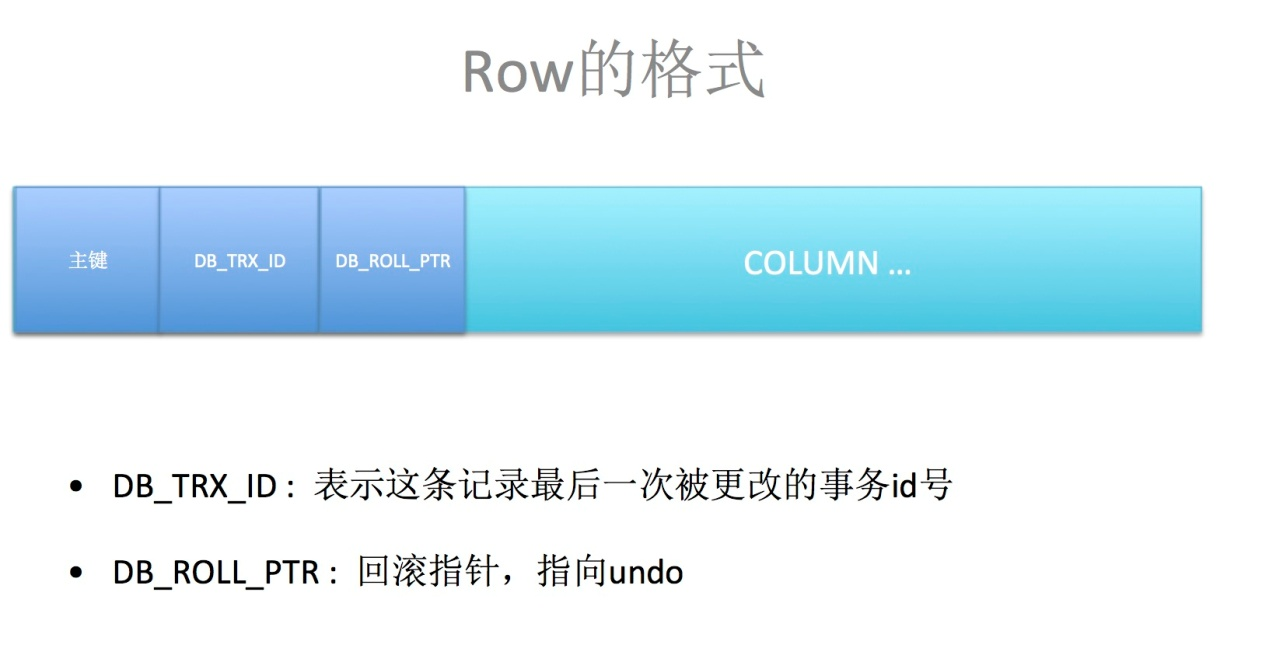 Row的格式
主键
DB_TRX_ID
DB_ROLL_PTR
COLUMN ...
• DB_TRX_ID : 表示这条记录最后一次被更改的事务id号
• DB_ROLL_PTR : 回滚指针，指向undo